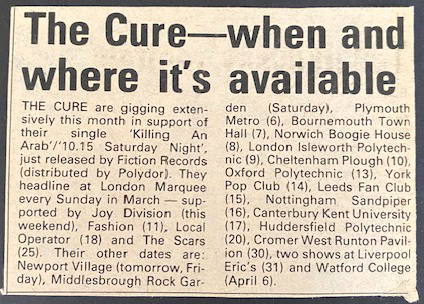 The Cure—when and
where it's available
THE CURE are gigging exten-
sively this month in support of
their single 'Killing An
Arab'/'10.15 Saturday Night',
just released by Fiction Records
(distributed by Polydor). They
headline at London Marquee
every Sunday in March — sup-
ported by Joy Division (this
weekend), Fashion (11), Local
Operator (18) and The Scars
(25). Their other dates are:
Newport Village (tomorrow, Fri-
day), Middlesbrough Rock Gar-
den (Saturday), Plymouth
Metro (6), Bournemouth Town
Hall (7), Norwich Boogie House
(8), London Isleworth Polytech-
nic (9), Cheltenham Plough (10),
Oxford Polytechnic (13), York
Pop Club (14), Leeds Fan Club
(15), Nottingham Sandpiper
(16), Canterbury Kent University
(17), Huddersfield Polytechnic
(20), Cromer West Runton Pavil-
ion (30), two shows at Liverpool
Eric's (31) and Watford College
(April 6).